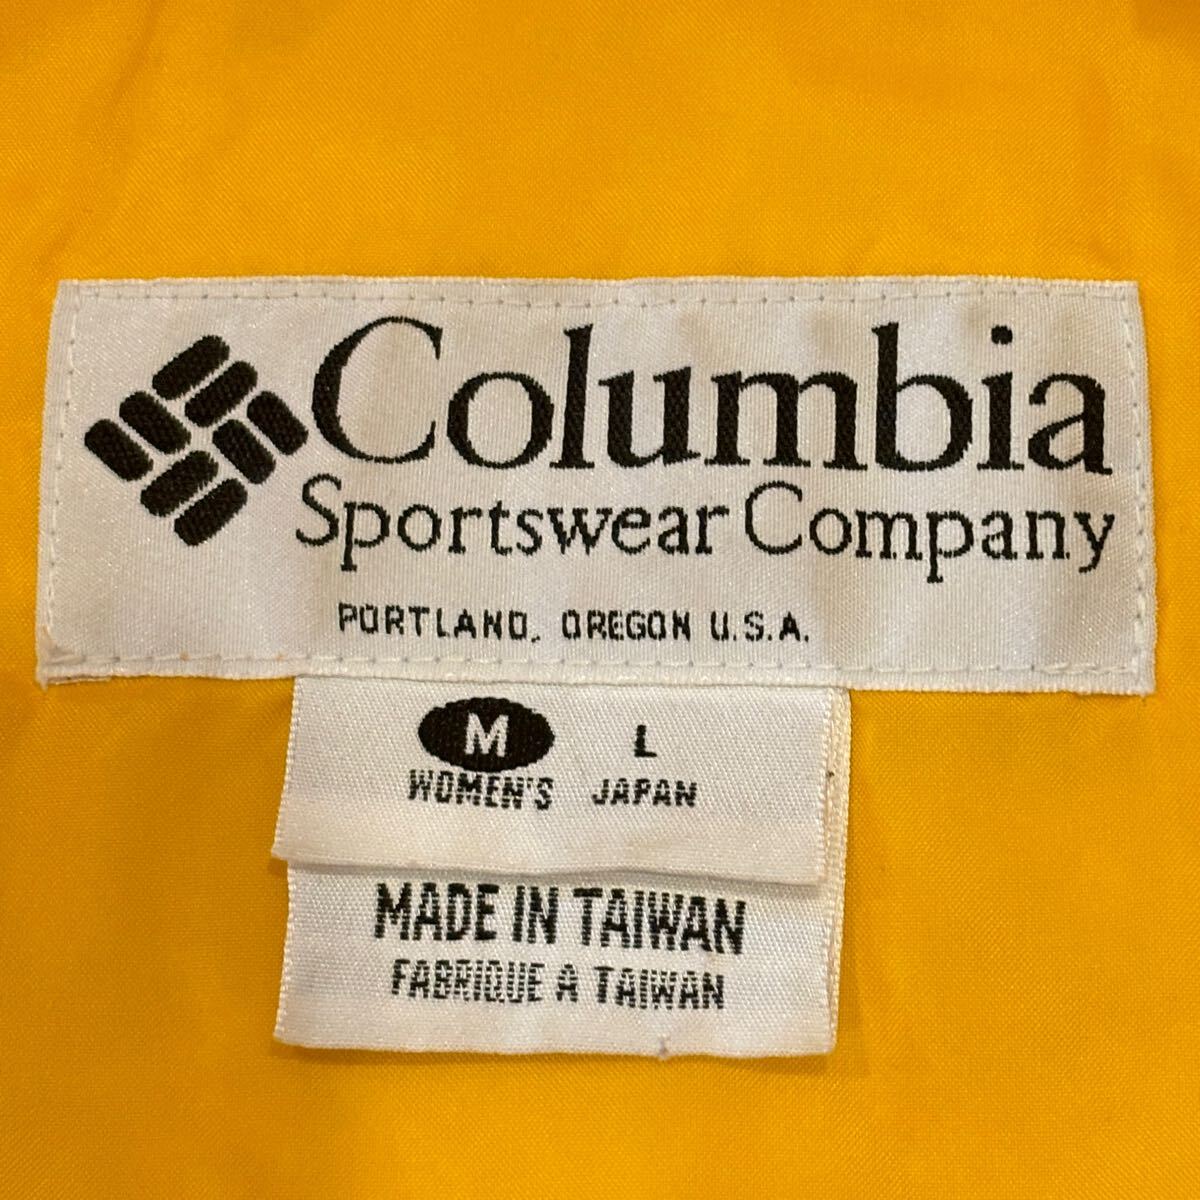 Columbia
Sportswear Company
PORTLAND, OREGON U.S.A.
M L
WOMEN'S JAPAN
MADE IN TAIWAN
FABRIQUE A TAIWAN